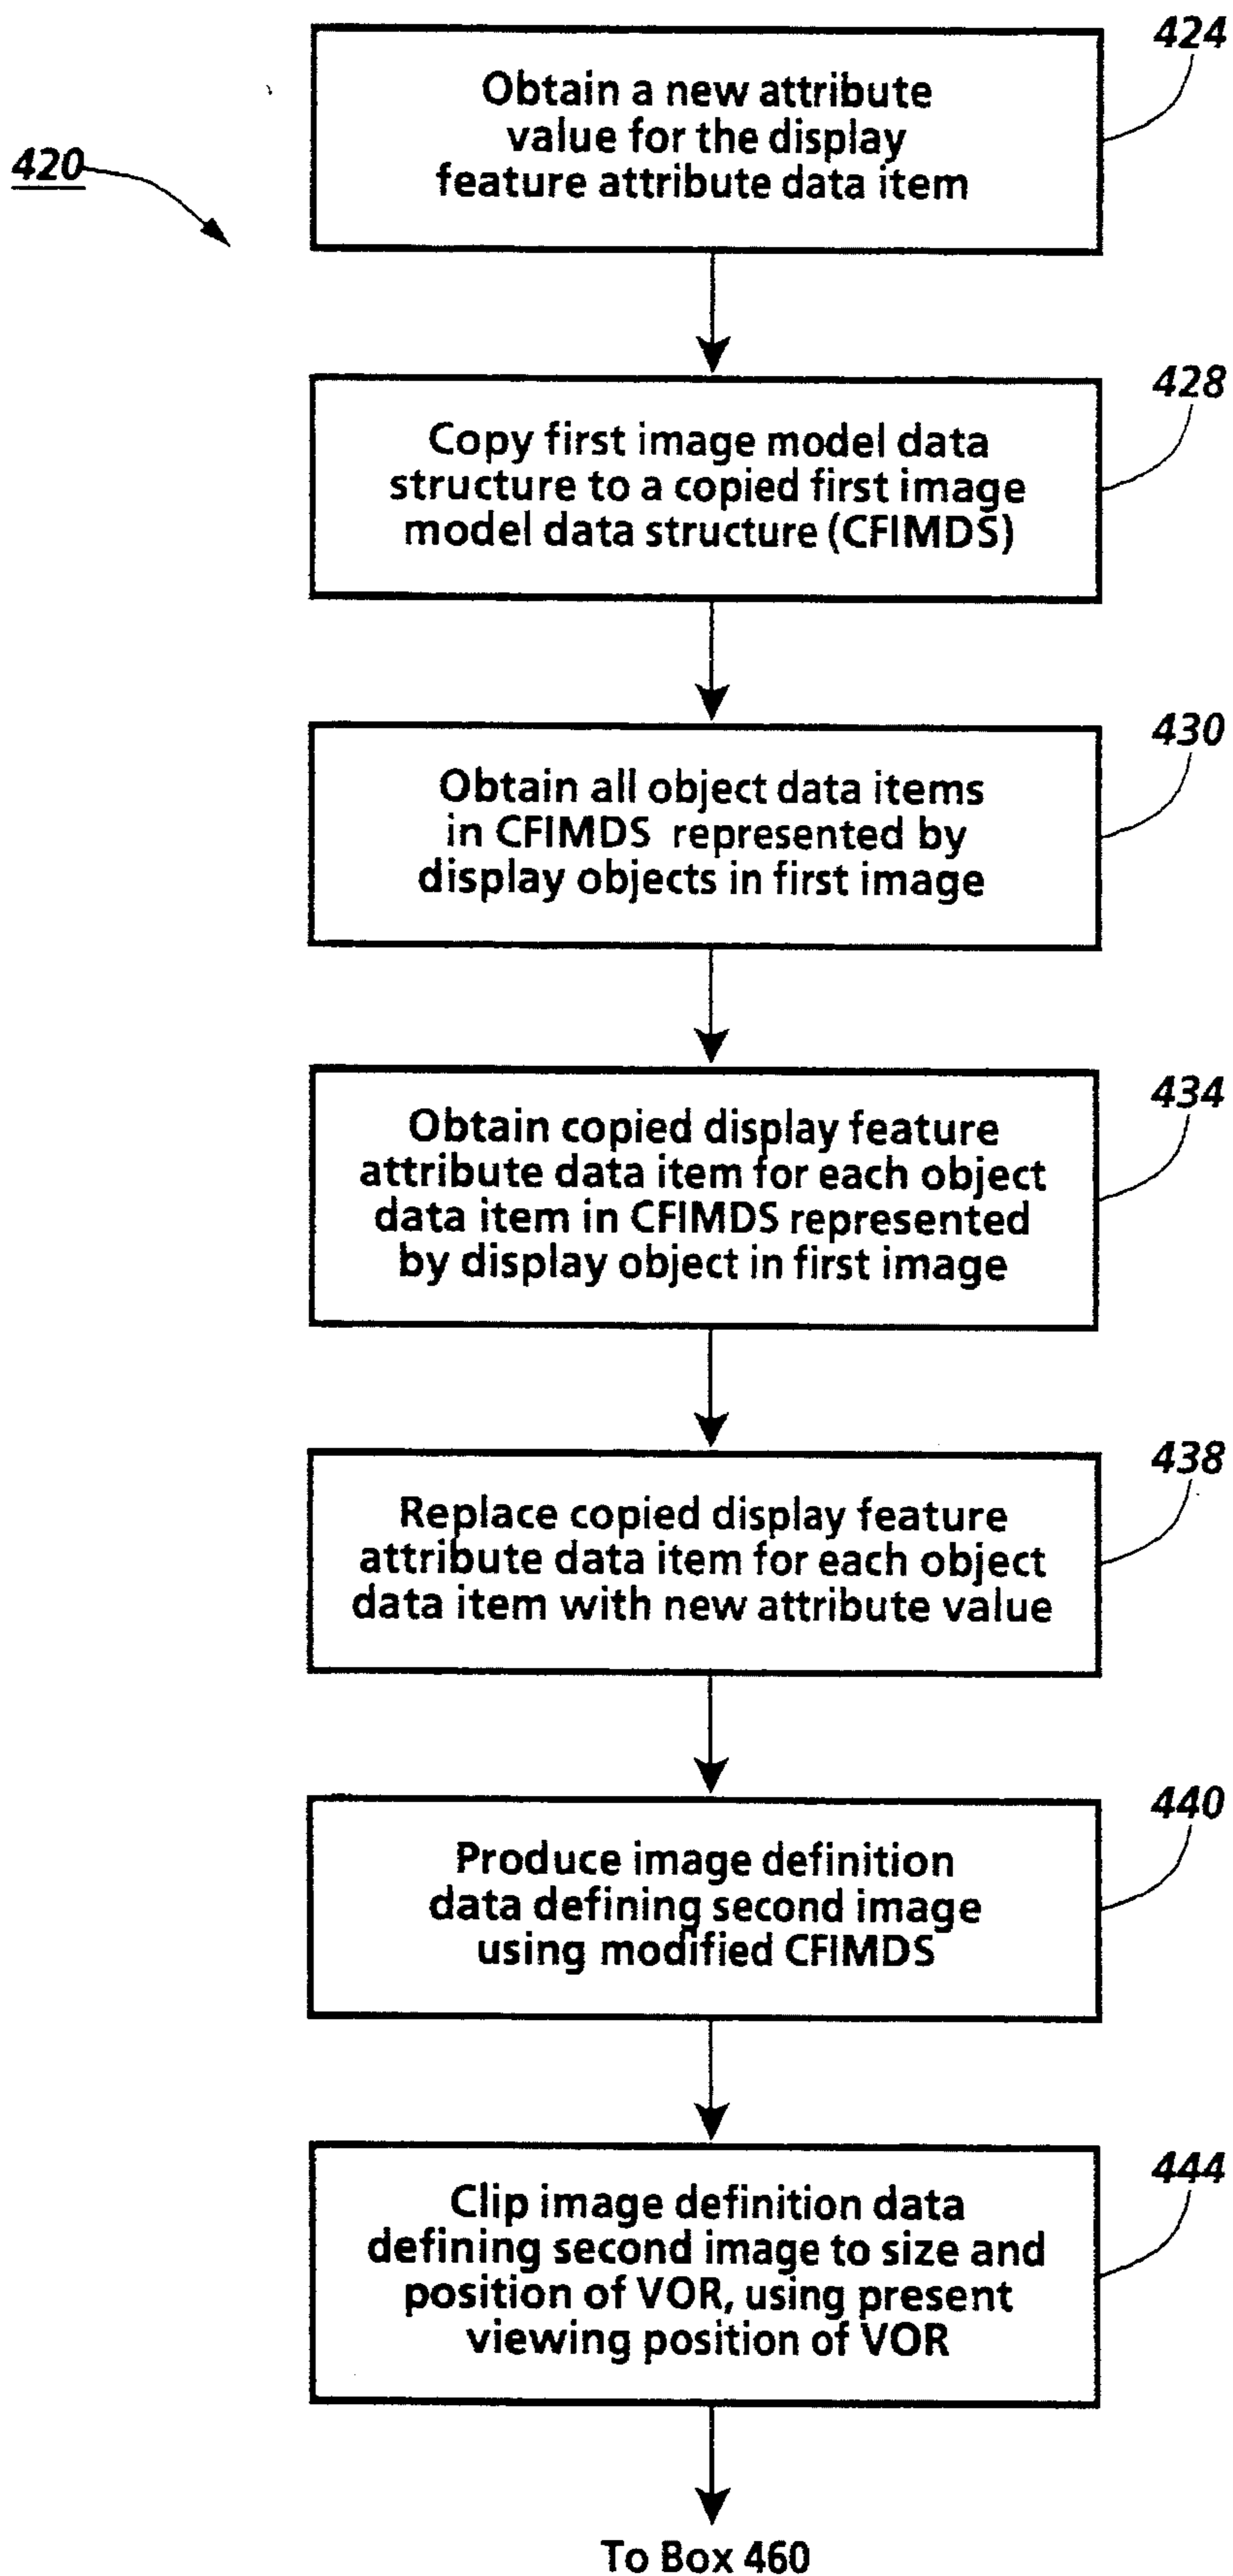 424
Obtain a new attribute
value for the display
feature attribute data item
420
428
Copy first image model data
structure to a copied first image
model data structure (CFIMDS)
430
Obtain all object data items
in CFIMDS represented by
display objects in first image
434
Obtain copied display feature
attribute data item for each object
data item in CFIMDS represented
by display object in first image
438
Replace copied display feature
attribute data item for each object
data item with new attribute value
440
Produce image definition
data defining second image
using modified CFIMDS
444
Clip image definition data
defining second image to size and
position of VOR, using present
viewing position of VOR
To Box 460